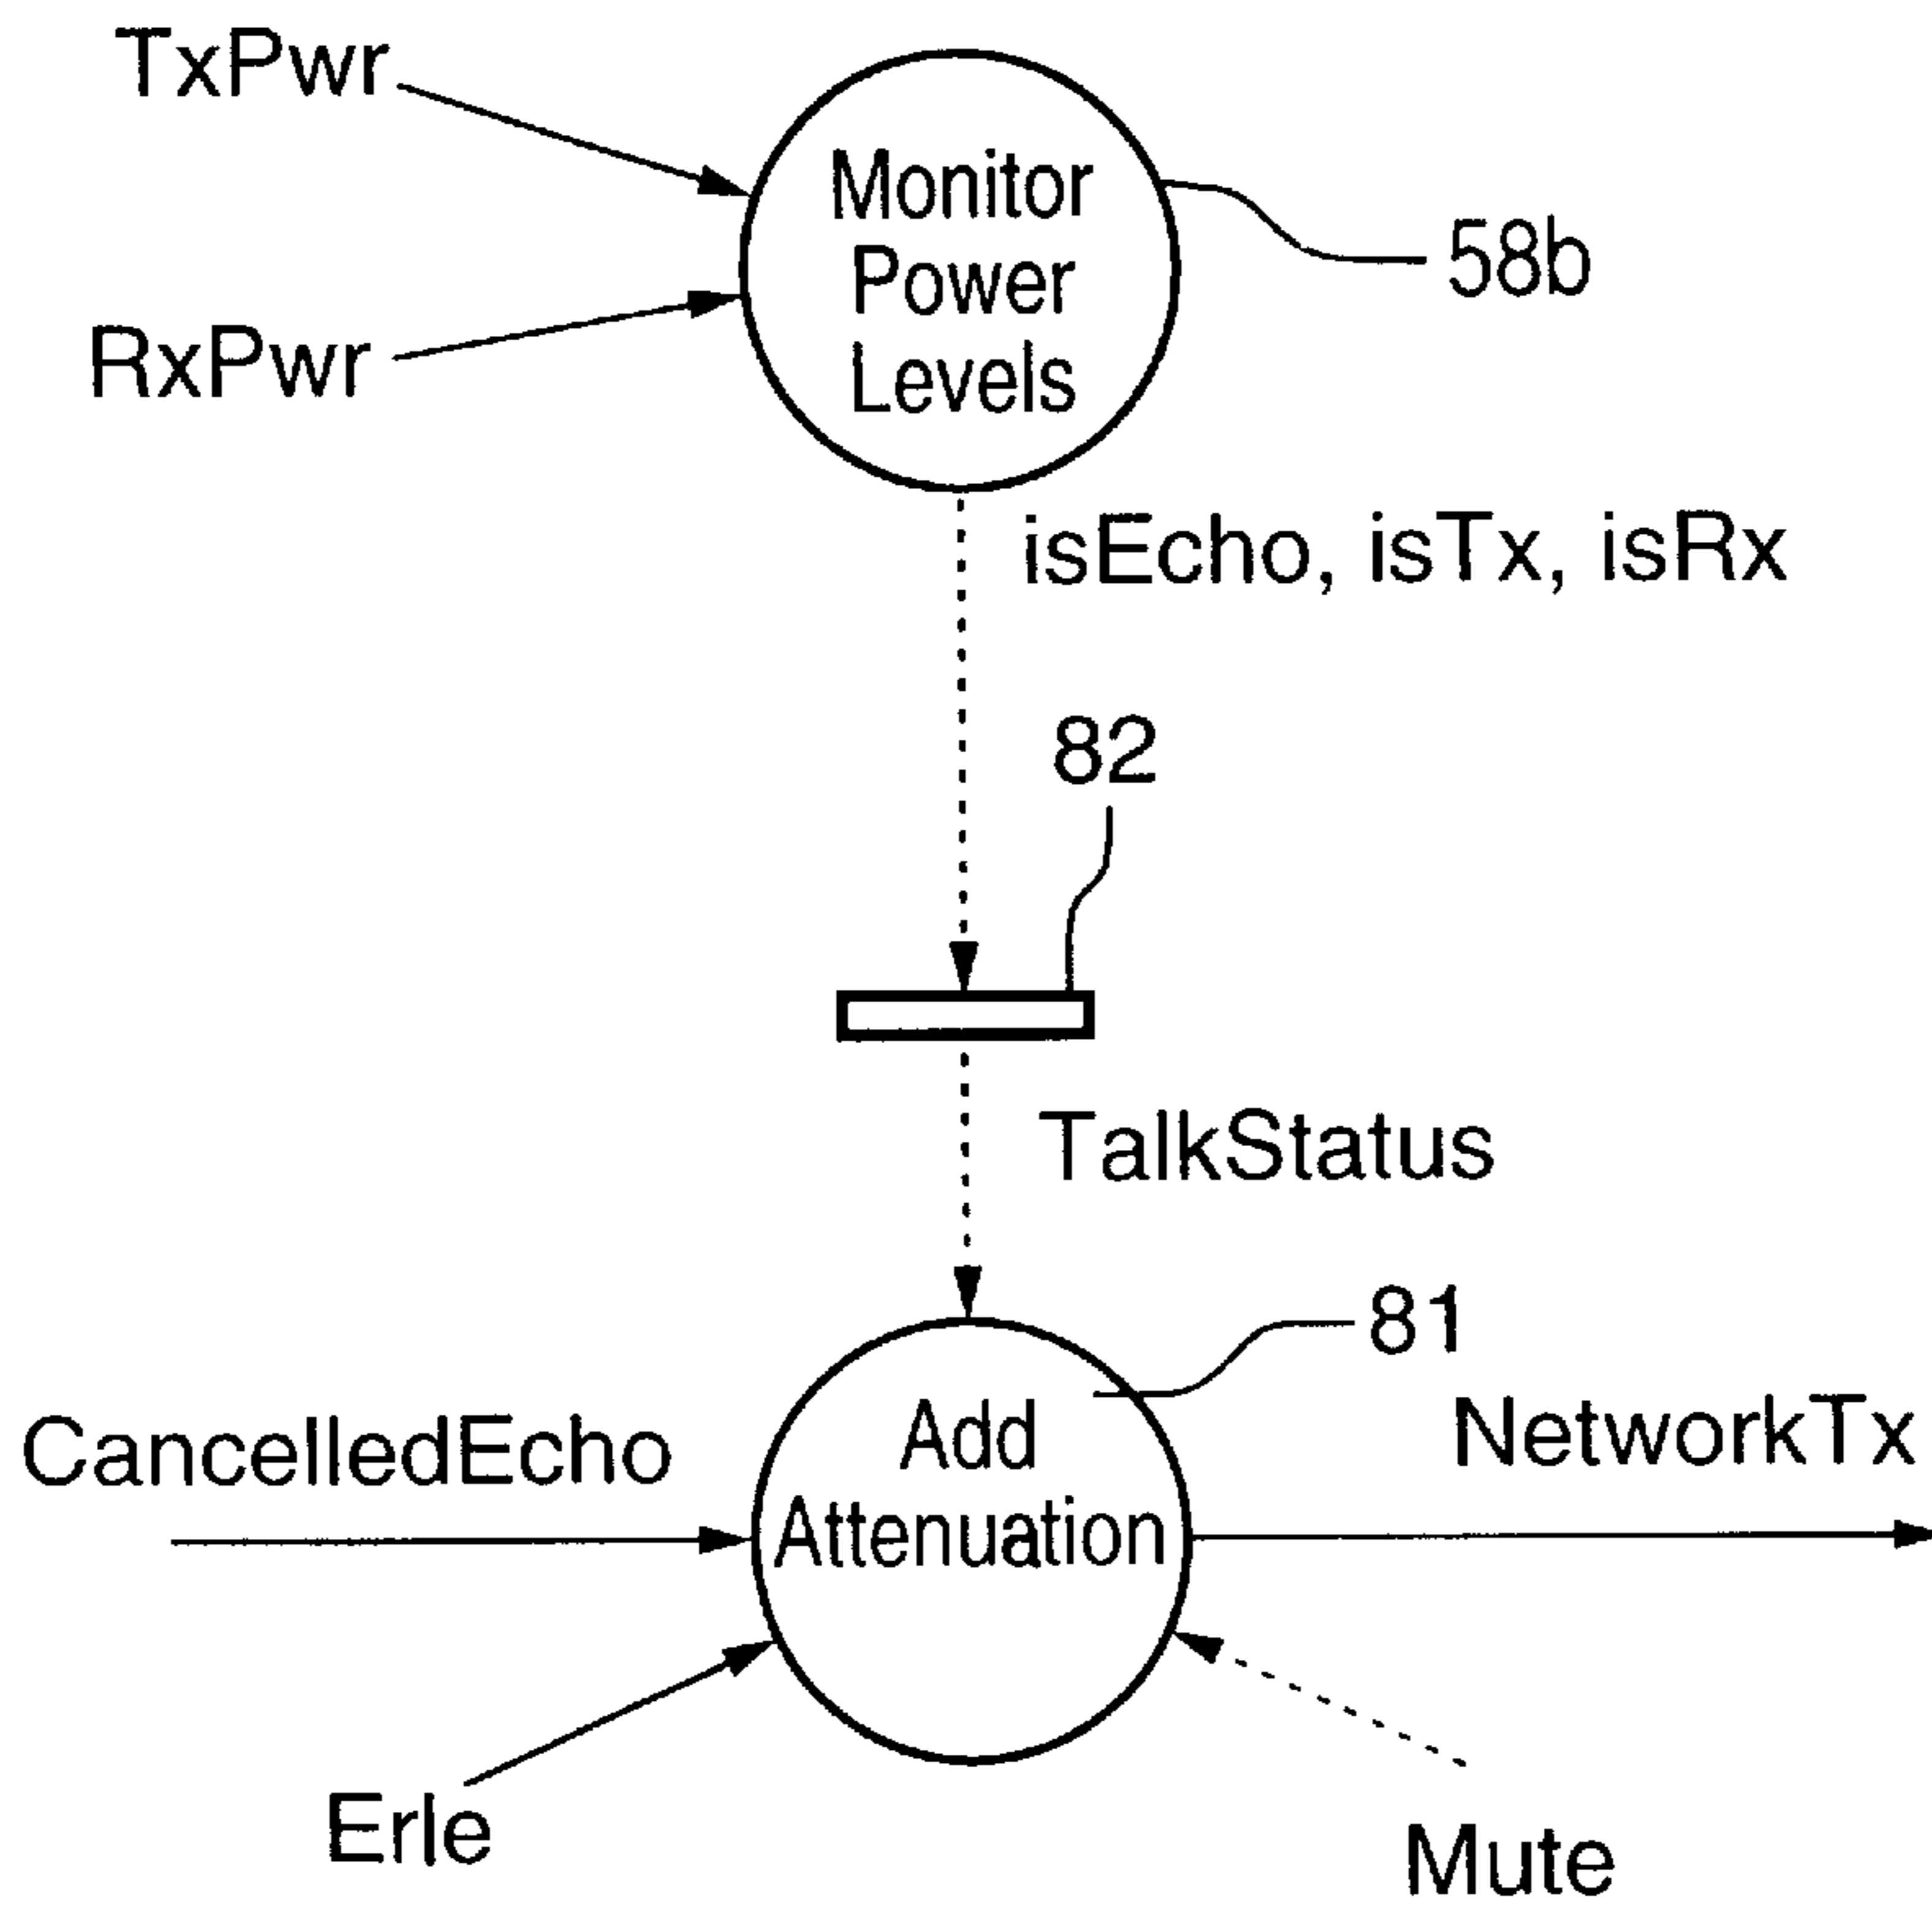 TxPwr
Monitor
Power
Levels
58b
RxPwr
isEcho, isTx, isRx
82
TalkStatus
81
Add
Attenuation
CancelledEcho
NetworkTx
Erle
Mute